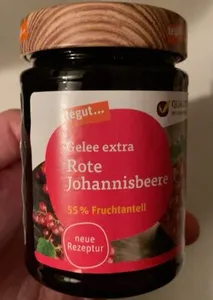 tegut...
Gelee extra
Rote
Johannisbeere
55% Fruchtanteil
neue
Rezeptur